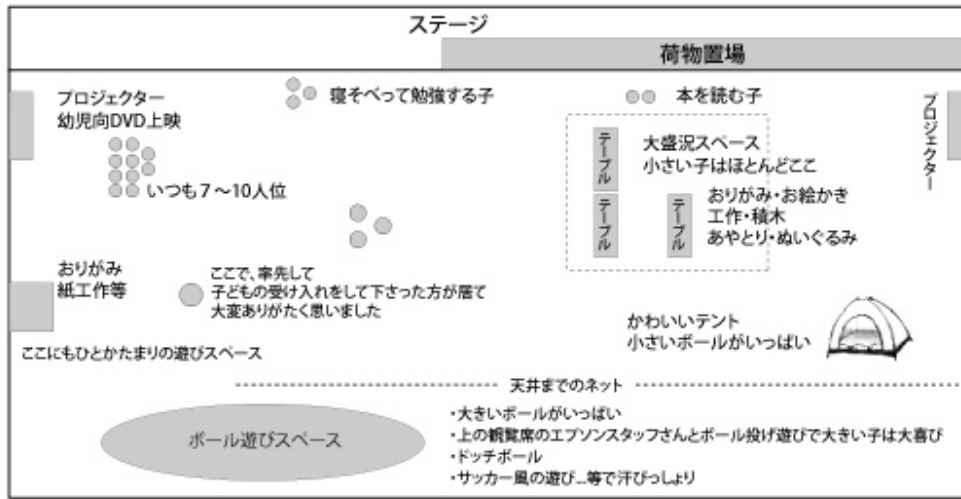 ステージ
荷物置場
プロジェクター
幼児向DVD上映
いつも７～10人位
寝そべって勉強する子
本を読む子
プロジェクター
テーブル
テーブル
テーブル
大盛況スペース
小さい子はほとんどここ
おりがみ・お絵かき
工作・積木
あやとり・ぬいぐるみ
おりがみ
紙工作等
ここで、率先して
子どもの受け入れをして下さった方が居て
大変ありがたく思いました
ここにもひとかたまりの遊びスペース
かわいいテント
小さいボールがいっぱい
天井までのネット
ボール遊びスペース
・大きいボールがいっぱい
・上の観覧席のエプソンスタッフさんとボール投げ遊びで大きい子は大喜び
・ドッチボール
・サッカー風の遊び...等で汗びっしょり